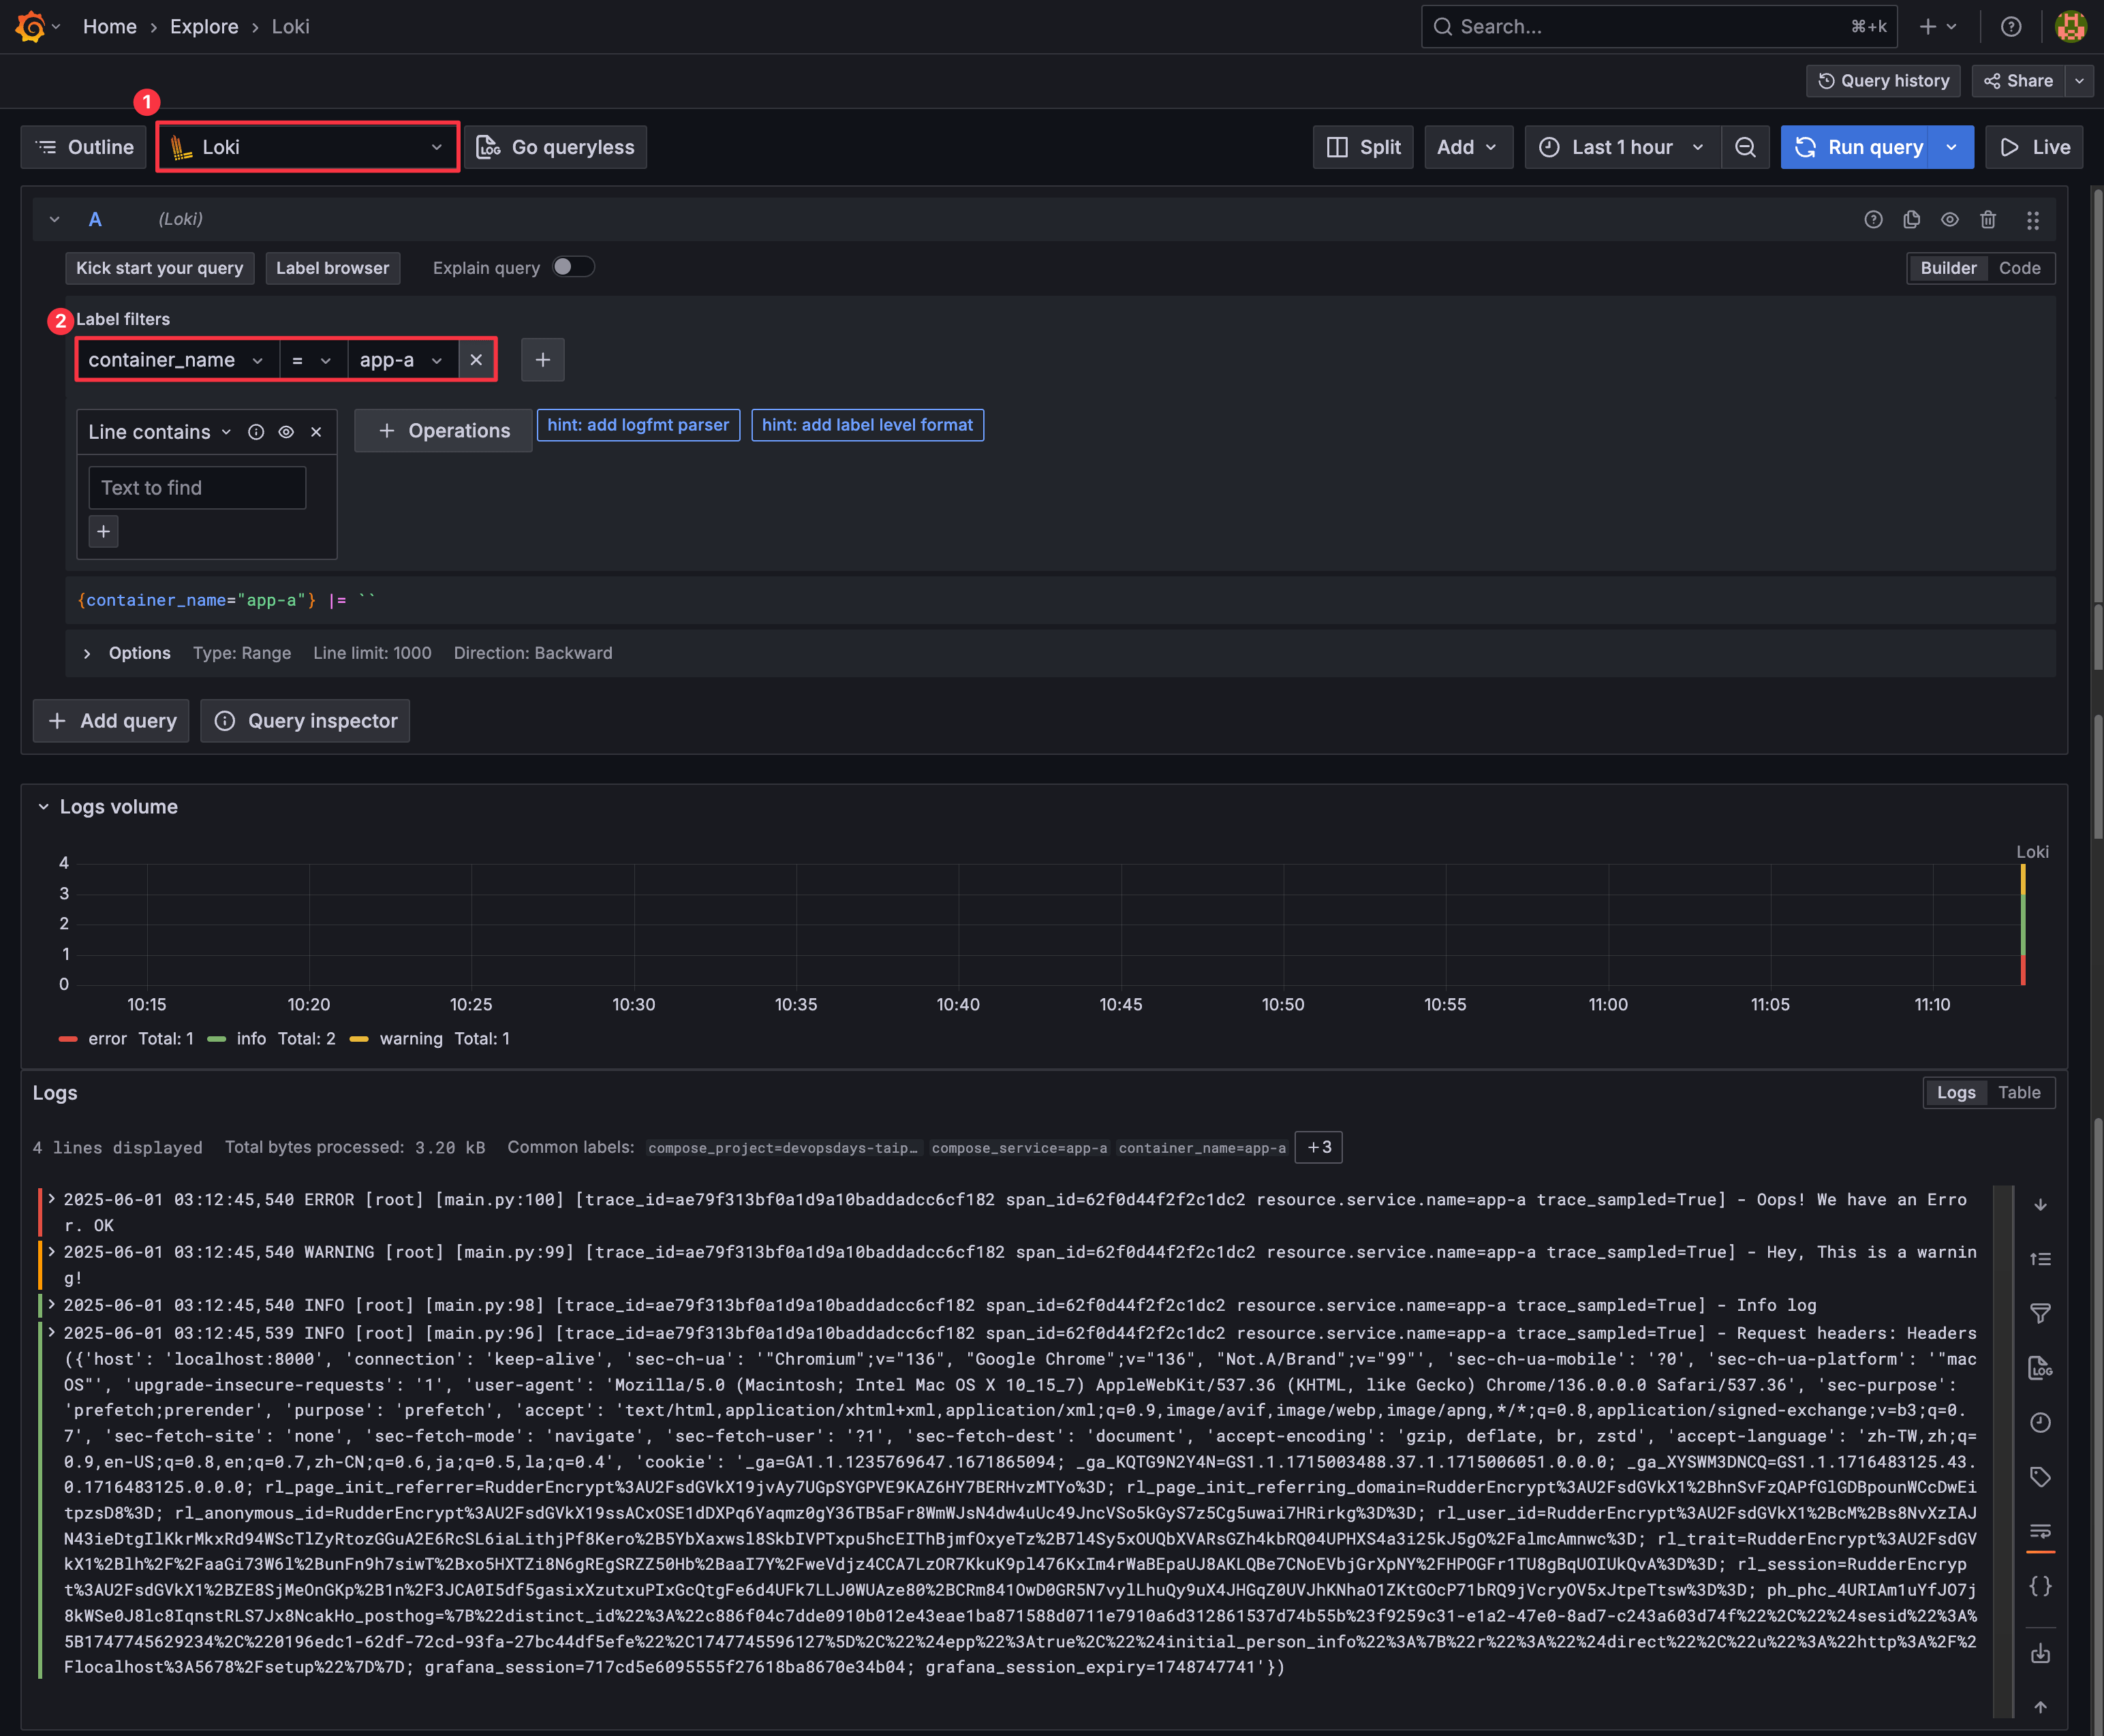 Home › Explore › Loki
Search... ⌘+k
Query history Share
1
Outline Loki Go queryless Split Add Last 1 hour Run query Live
A (Loki)
Kick start your query Label browser Explain query Builder Code
2 Label filters
container_name = app-a
Line contains Operations hint: add logfmt parser hint: add label level format
Text to find
{container_name="app-a"} |= ``
Options Type: Range Line limit: 1000 Direction: Backward
+ Add query Query inspector
Logs volume
Loki
4
3
2
1
0
10:15 10:20 10:25 10:30 10:35 10:40 10:45 10:50 10:55 11:00 11:05 11:10
error Total: 1 info Total: 2 warning Total: 1
Logs Logs Table
4 lines displayed Total bytes processed: 3.20 kB Common labels: compose_project=devopsdays-taip… compose_service=app-a container_name=app-a +3
2025-06-01 03:12:45,540 ERROR [root] [main.py:100] [trace_id=ae79f313bf0a1d9a10baddadcc6cf182 span_id=62f0d44f2f2c1dc2 resource.service.name=app-a trace_sampled=True] - Oops! We have an Erro
r. OK
2025-06-01 03:12:45,540 WARNING [root] [main.py:99] [trace_id=ae79f313bf0a1d9a10baddadcc6cf182 span_id=62f0d44f2f2c1dc2 resource.service.name=app-a trace_sampled=True] - Hey, This is a warnin
g!
2025-06-01 03:12:45,540 INFO [root] [main.py:98] [trace_id=ae79f313bf0a1d9a10baddadcc6cf182 span_id=62f0d44f2f2c1dc2 resource.service.name=app-a trace_sampled=True] - Info log
2025-06-01 03:12:45,539 INFO [root] [main.py:96] [trace_id=ae79f313bf0a1d9a10baddadcc6cf182 span_id=62f0d44f2f2c1dc2 resource.service.name=app-a trace_sampled=True] - Request headers: Headers
({'host': 'localhost:8000', 'connection': 'keep-alive', 'sec-ch-ua': '"Chromium";v="136", "Google Chrome";v="136", "Not.A/Brand";v="99"', 'sec-ch-ua-mobile': '?0', 'sec-ch-ua-platform': '"mac
OS"', 'upgrade-insecure-requests': '1', 'user-agent': 'Mozilla/5.0 (Macintosh; Intel Mac OS X 10_15_7) AppleWebKit/537.36 (KHTML, like Gecko) Chrome/136.0.0.0 Safari/537.36', 'sec-purpose':
'prefetch;prerender', 'purpose': 'prefetch', 'accept': 'text/html,application/xhtml+xml,application/xml;q=0.9,image/avif,image/webp,image/apng,*/*;q=0.8,application/signed-exchange;v=b3;q=0.
7', 'sec-fetch-site': 'none', 'sec-fetch-mode': 'navigate', 'sec-fetch-user': '?1', 'sec-fetch-dest': 'document', 'accept-encoding': 'gzip, deflate, br, zstd', 'accept-language': 'zh-TW,zh;q=
0.9,en-US;q=0.8,en;q=0.7,zh-CN;q=0.6,ja;q=0.5,la;q=0.4', 'cookie': '_ga=GA1.1.1235769647.1671865094; _ga_KQTG9N2Y4N=GS1.1.1715003488.37.1.1715006051.0.0.0; _ga_XYSWM3DNCQ=GS1.1.1716483125.43.
0.1716483125.0.0.0; rl_page_init_referrer=RudderEncrypt%3AU2FsdGVkX19jvAy7UGpSYGPVE9KAZ6HY7BERHvzMTYo%3D; rl_page_init_referring_domain=RudderEncrypt%3AU2FsdGVkX1%2BhnSvFzQAPfGlGDBpounWCcDwEi
tpzsD8%3D; rl_anonymous_id=RudderEncrypt%3AU2FsdGVkX19ssACxOSE1dDXPq6Yaqmz0gY36TB5aFr8WmWJsN4dw4uUc49JncVSo5kGyS7z5Cg5uwai7HRirkg%3D%3D; rl_user_id=RudderEncrypt%3AU2FsdGVkX1%2BcM%2Bs8NvXzIAJ
N43ieDtgIlKkrMkxRd94WScTlZyRtozGGuA2E6RcSL6iaLithjPf8Kero%2B5YbXaxwsl8SkbIVPTxpu5hcEIThBjmfOxyeTz%2B7l4Sy5xOUQbXVARsGZh4kbRQ04UPHXS4a3i25kJ5gO%2FalmcAmnwc%3D; rl_trait=RudderEncrypt%3AU2FsdGV
kX1%2Blh%2F%2FaaGi73W6l%2BunFn9h7siwT%2Bxo5HXTZi8N6gREgSRZZ50Hb%2BaaI7Y%2FweVdjz4CCA7LzOR7KkuK9pl476KxIm4rWaBEpaUJ8AKLQBe7CNoEVbjGrXpNY%2FHPOGFr1TU8gBqUOIUkQvA%3D%3D; rl_session=RudderEncryp
t%3AU2FsdGVkX1%2BZE8SjMeOnGKp%2B1n%2F3JCA0I5df5gasixXzutxuPIxGcQtgFe6d4UFk7LLJ0WUAze80%2BCRm841OwD0GR5N7vylLhuQy9uX4JHGqZ0UVJhKNhaO1ZKtGOcP71bRQ9jVcryOV5xJtpeTtsw%3D%3D; ph_phc_4URIAm1uYfJO7j
8kWSe0J8lc8IqnstRLS7Jx8NcakHo_posthog=%7B%22distinct_id%22%3A%22c886f04c7dde0910b012e43eae1ba871588d0711e7910a6d312861537d74b55b%23f9259c31-e1a2-47e0-8ad7-c243a603d74f%22%2C%22%24sesid%22%3A%
5B1747745629234%2C%220196edc1-62df-72cd-93fa-27bc44df5efe%22%2C1747745596127%5D%2C%22%24epp%22%3Atrue%2C%22%24initial_person_info%22%3A%7B%22r%22%3A%22%24direct%22%2C%22u%22%3A%22http%3A%2F%2
Flocalhost%3A5678%2Fsetup%22%7D%7D; grafana_session=717cd5e6095555f27618ba8670e34b04; grafana_session_expiry=1748747741'})